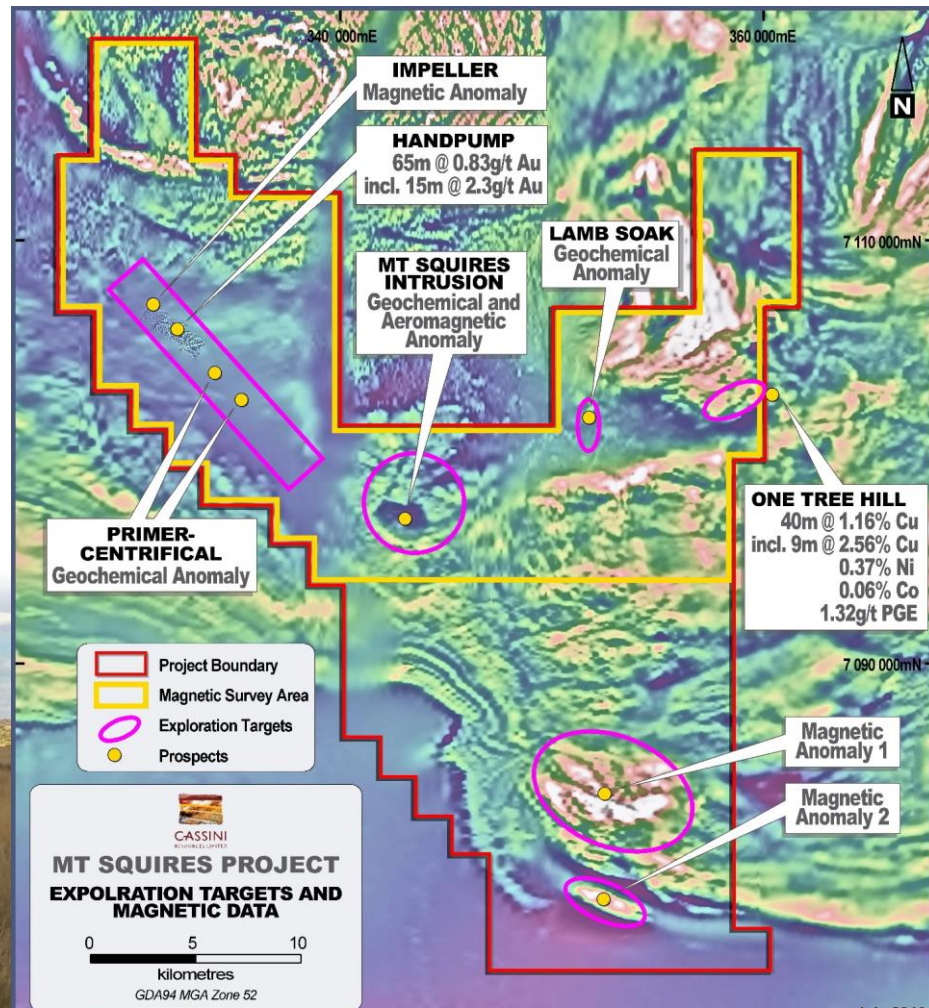 340 000mE
360 000mE
N
IMPELLER
Magnetic Anomaly
HANDPUMP
65m @ 0.83g/t Au
incl. 15m @ 2.3g/t Au
LAMB SOAK
Geochemical
Anomaly
7 110 000mN
MT SQUIRES
INTRUSION
Geochemical and
Aeromagnetic
Anomaly
PRIMER-
CENTRIFICAL
Geochemical Anomaly
ONE TREE HILL
40m @ 1.16% Cu
incl. 9m @ 2.56% Cu
0.37% Ni
0.06% Co
1.32g/t PGE
7 090 000mN
Project Boundary
Magnetic Survey Area
Exploration Targets
Prospects
Magnetic
Anomaly 1
Magnetic
Anomaly 2
CASSINI
RESOURCES LIMITED
MT SQUIRES PROJECT
EXPOLRATION TARGETS AND
MAGNETIC DATA
0 5 10
kilometres
GDA94 MGA Zone 52